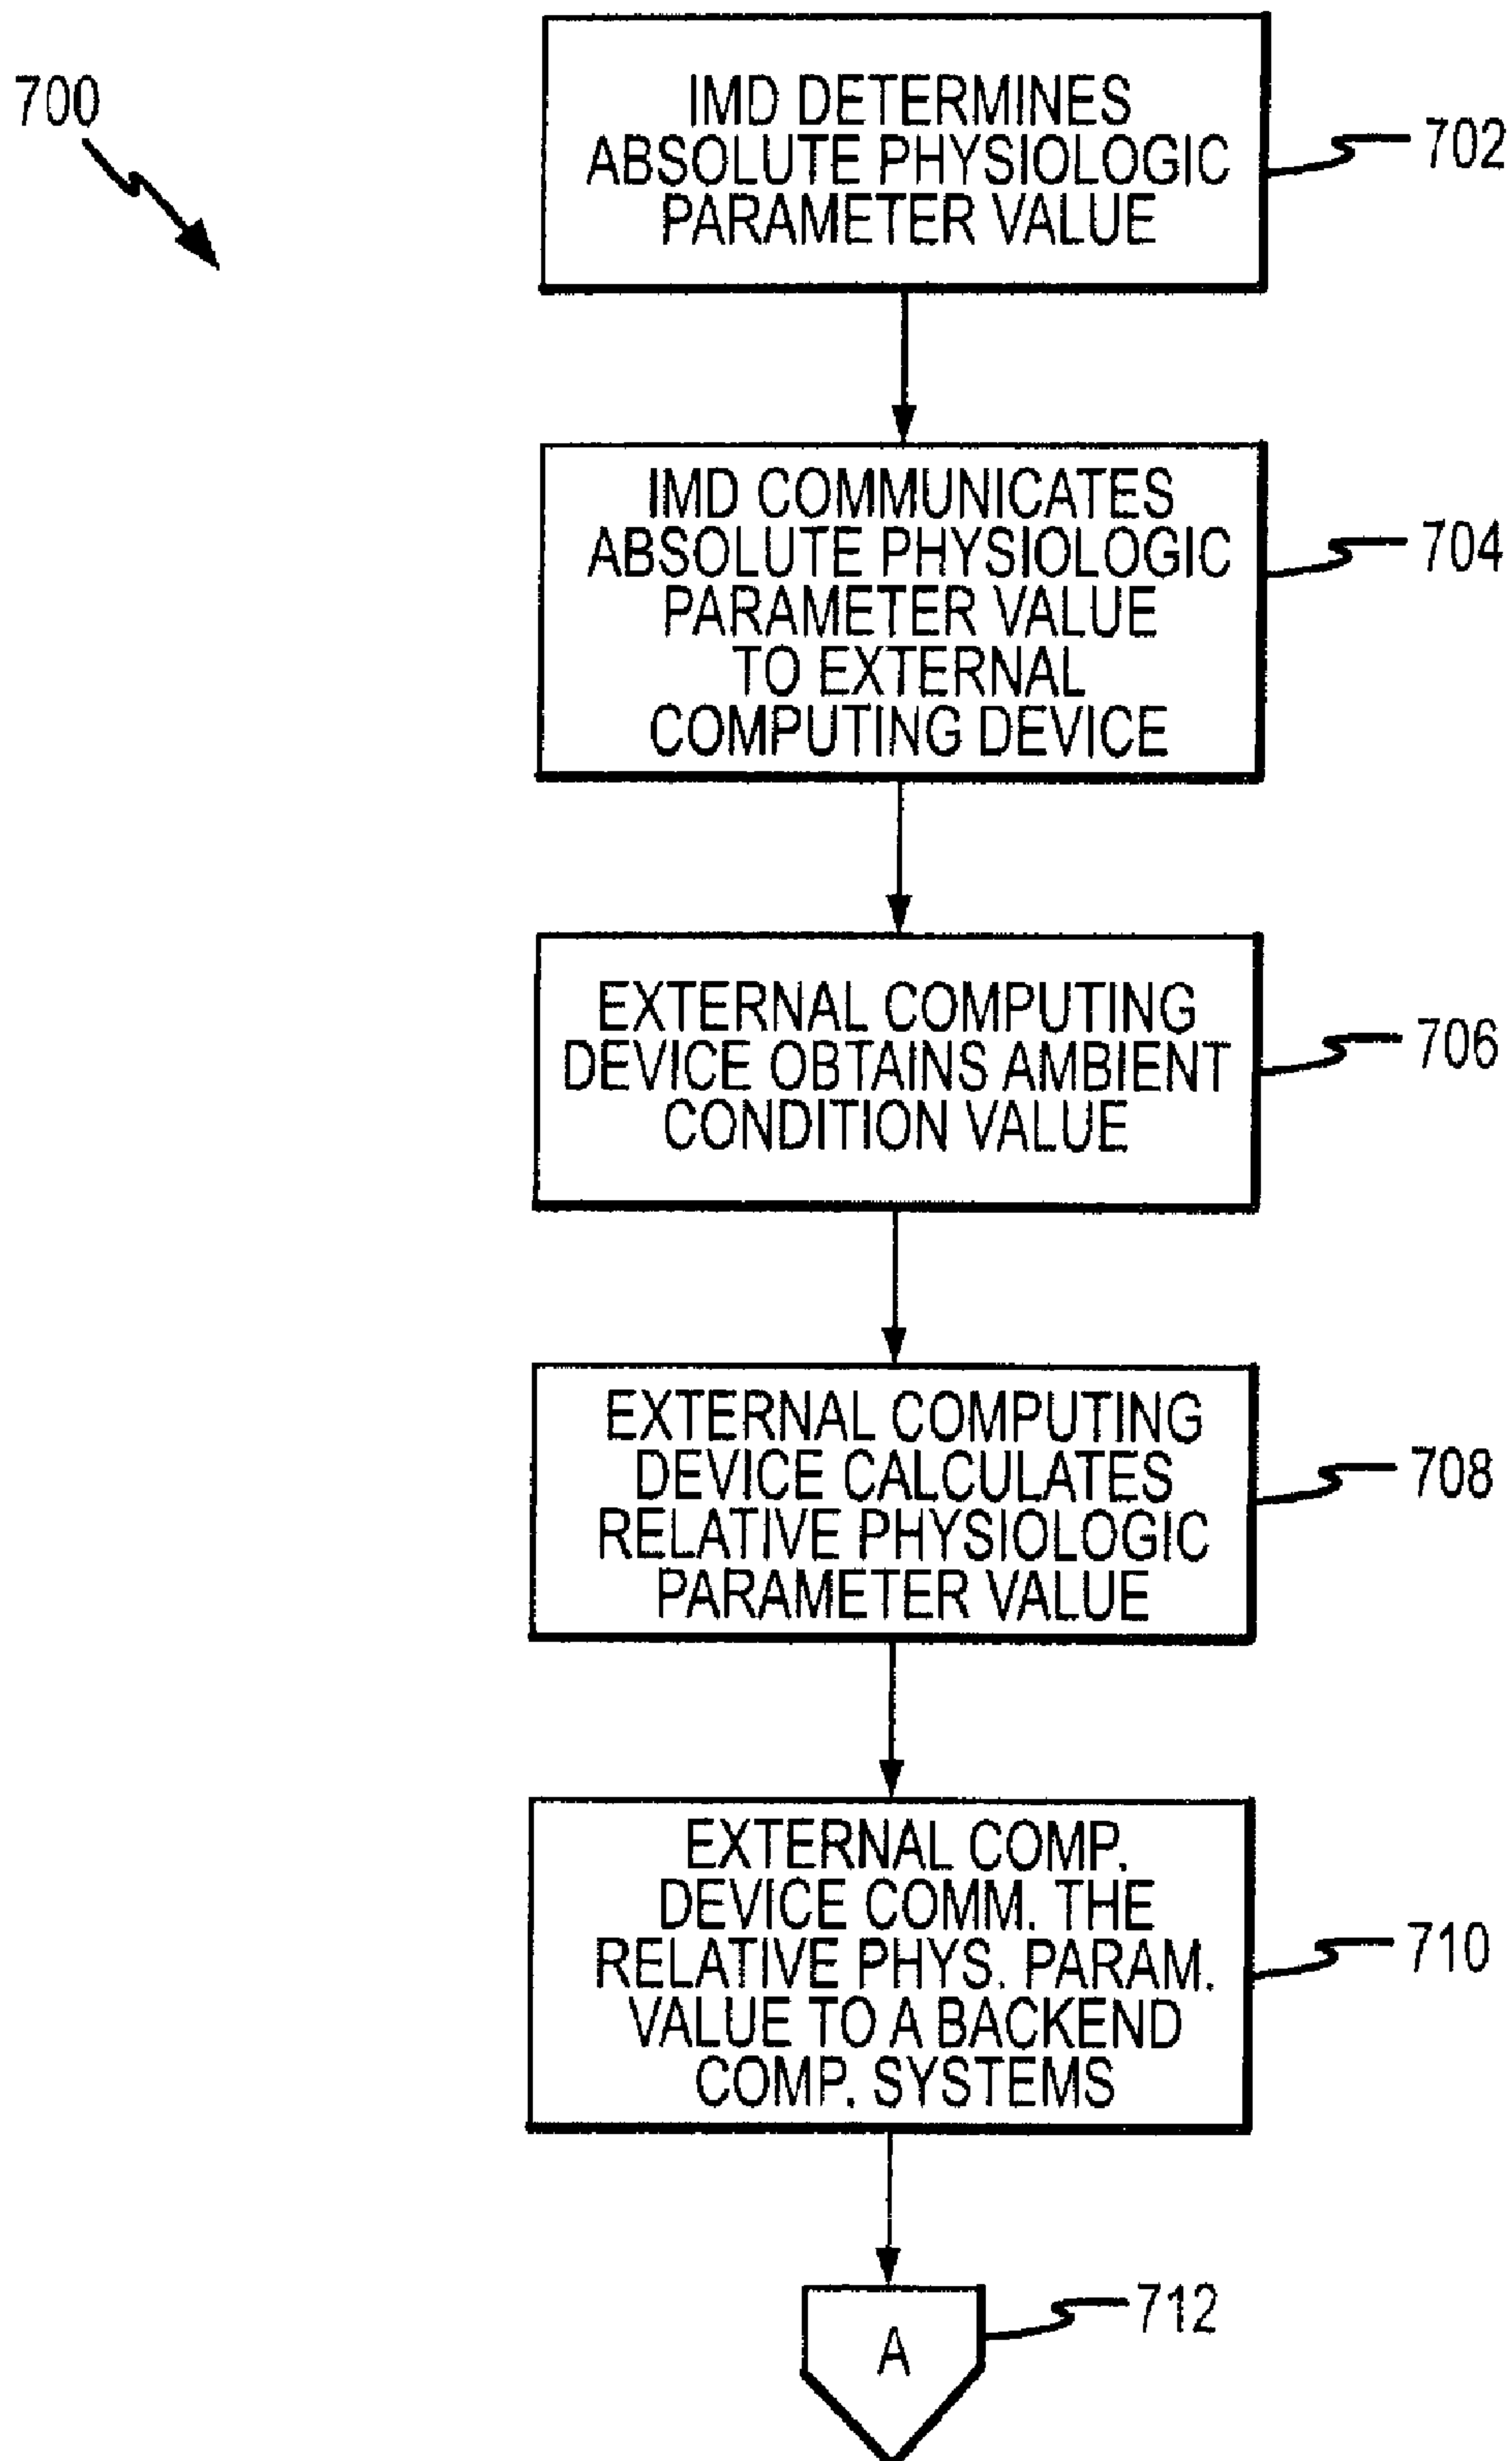 700
IMD DETERMINES
ABSOLUTE PHYSIOLOGIC
PARAMETER VALUE
702
IMD COMMUNICATES
ABSOLUTE PHYSIOLOGIC
PARAMETER VALUE
TO EXTERNAL
COMPUTING DEVICE
704
EXTERNAL COMPUTING
DEVICE OBTAINS AMBIENT
CONDITION VALUE
706
EXTERNAL COMPUTING
DEVICE CALCULATES
RELATIVE PHYSIOLOGIC
PARAMETER VALUE
708
EXTERNAL COMP.
DEVICE COMM. THE
RELATIVE PHYS. PARAM.
VALUE TO A BACKEND
COMP. SYSTEMS
710
A
712